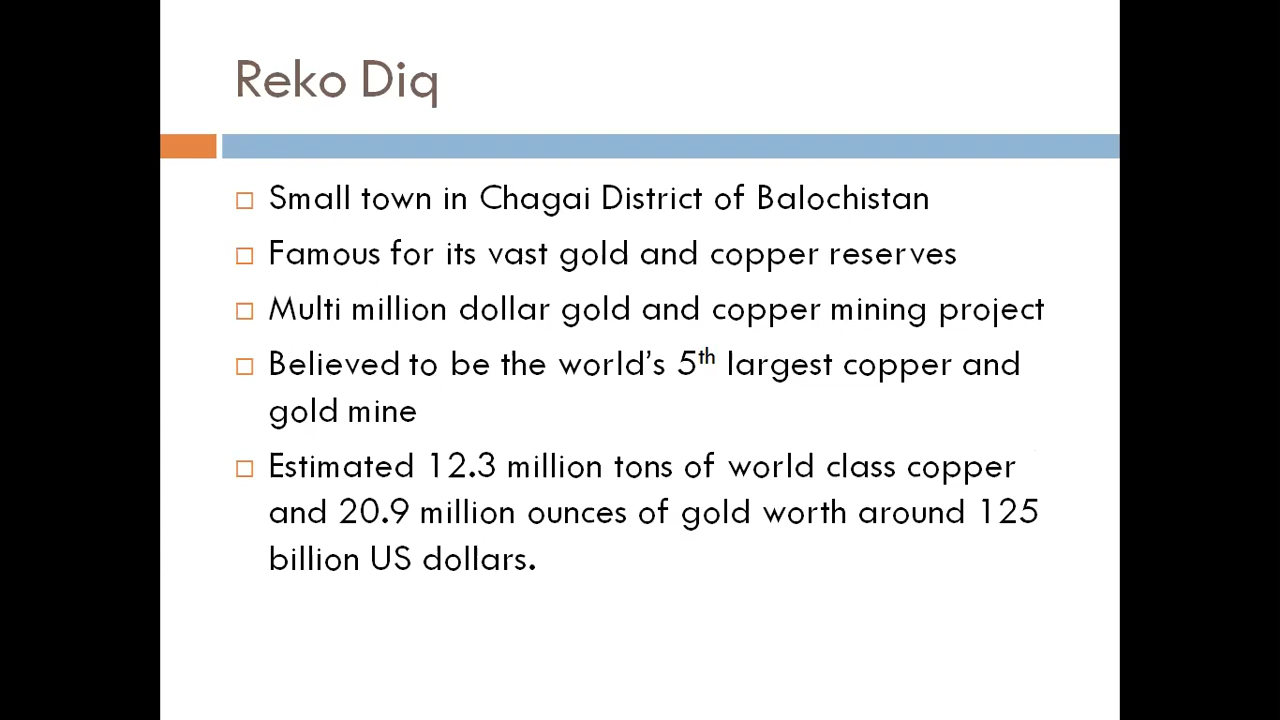 Reko Diq
Small town in Chagai District of Balochistan
Famous for its vast gold and copper reserves
Multi million dollar gold and copper mining project
Believed to be the world's 5th largest copper and
gold mine
Estimated 12.3 million tons of world class copper
and 20.9 million ounces of gold worth around 125
billion US dollars.